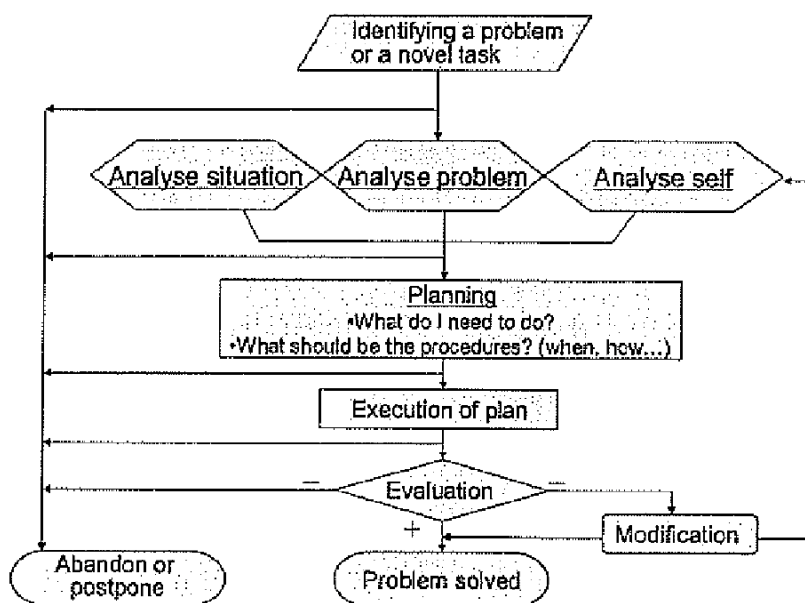 Identifying a problem
or a novel task
Analyse situation
Analyse problem
Analyse self
Planning
•What do I need to do?
•What should be the procedures? (when, how...)
Execution of plan
–
Evaluation
–
+
Modification
Abandon or
postpone
Problem solved